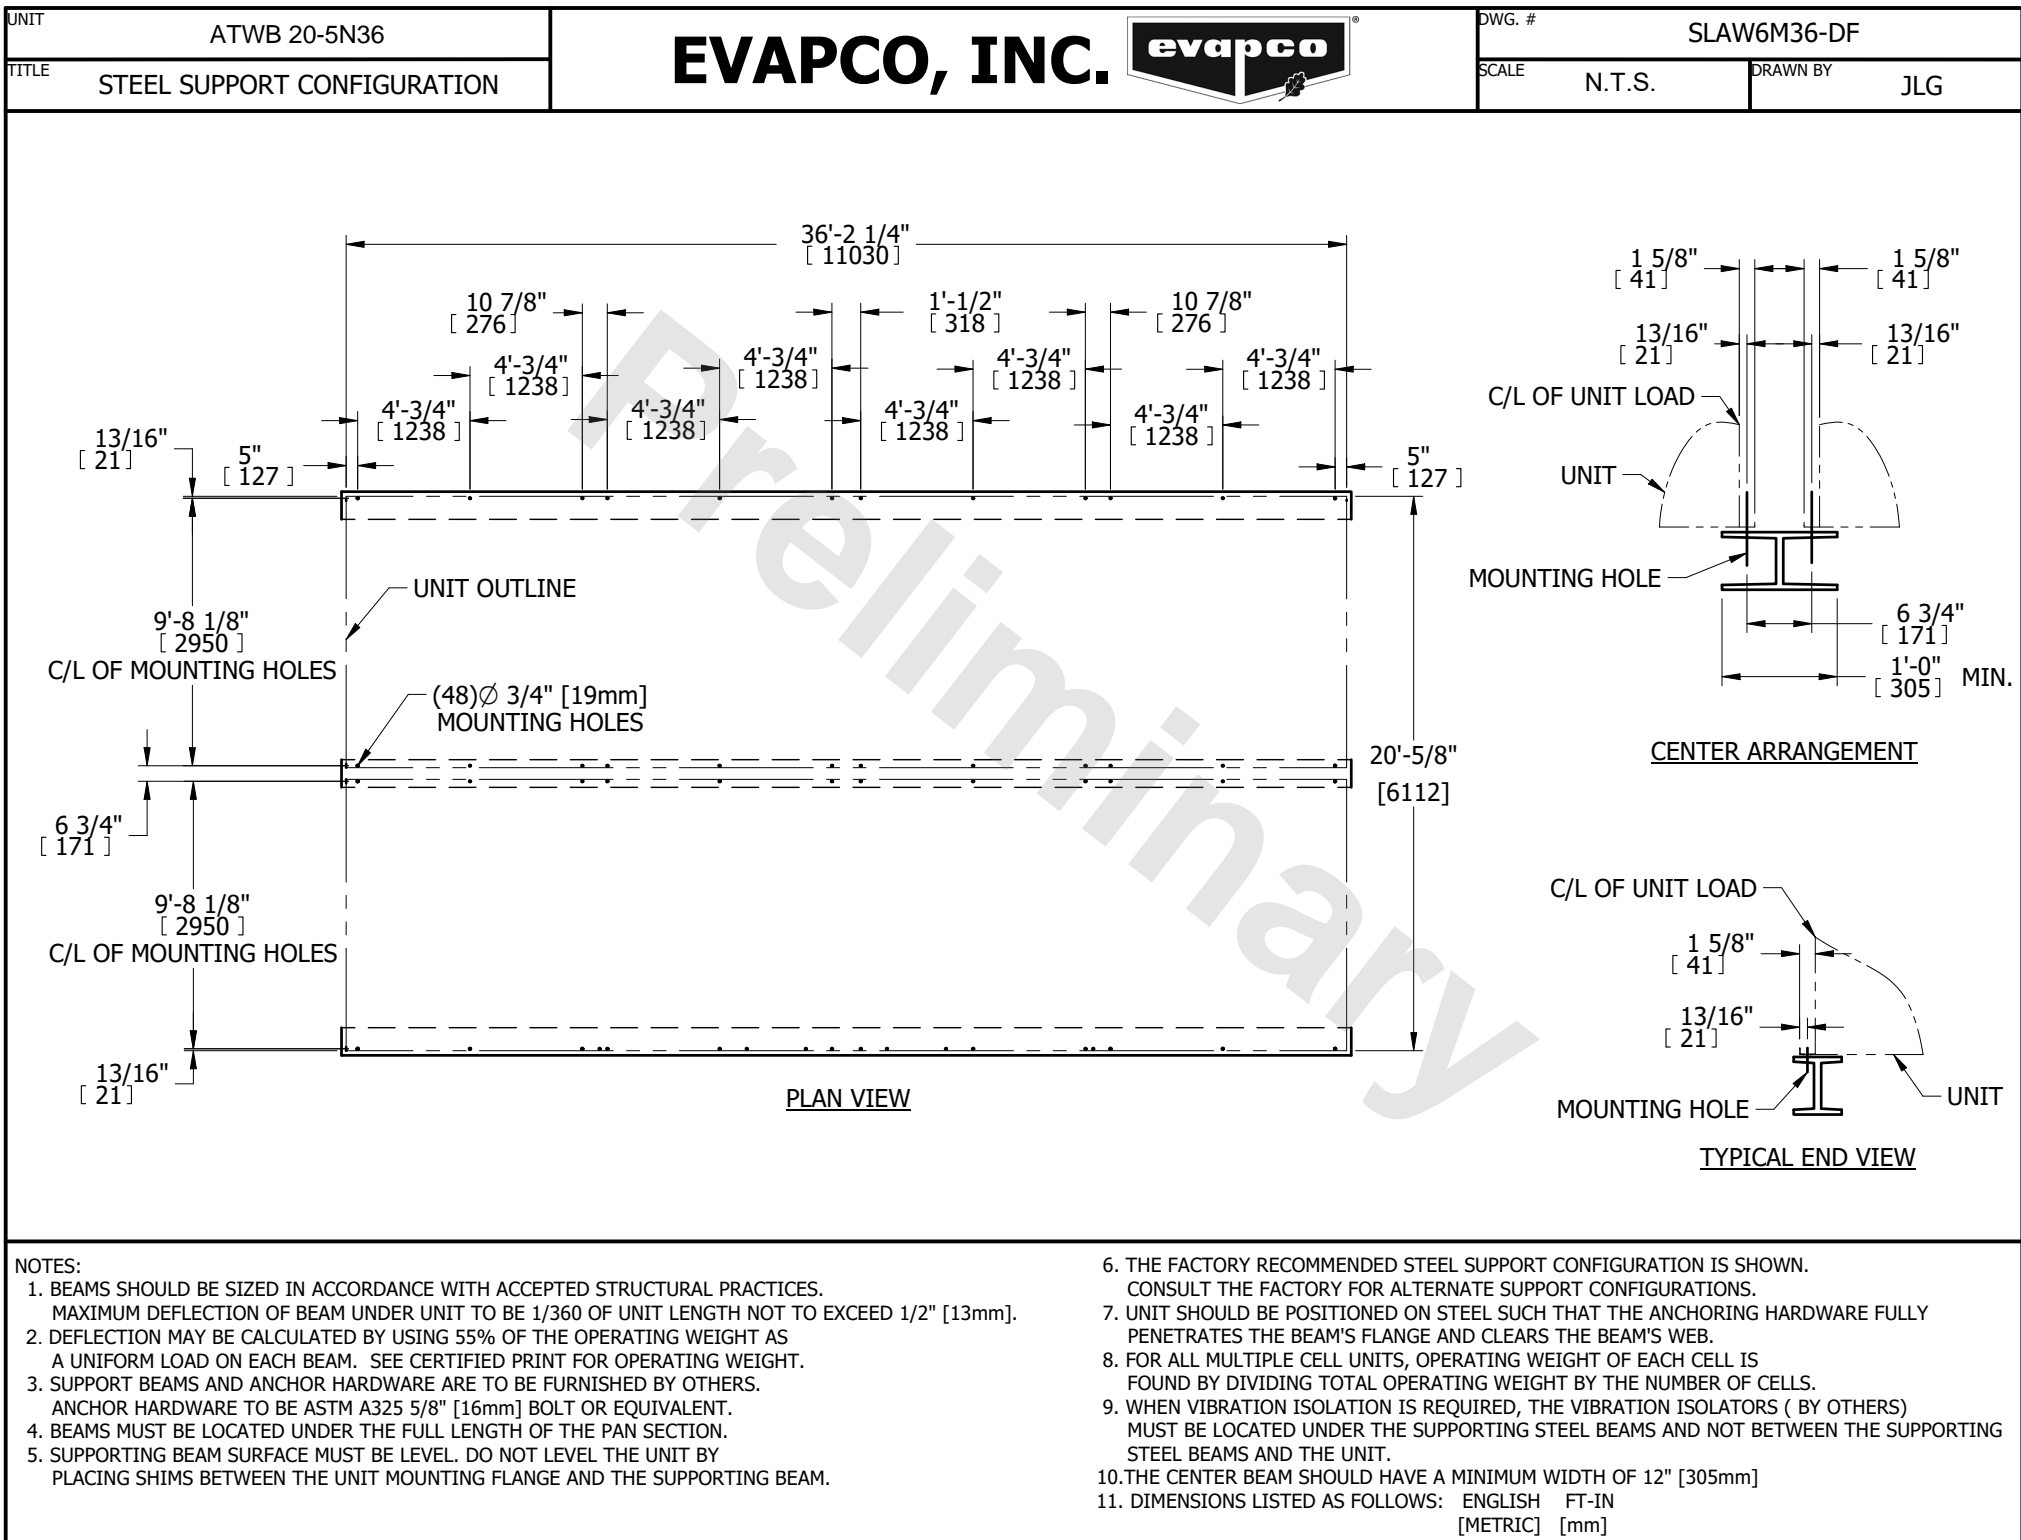 UNIT
ATWB 20-5N36
TITLE
STEEL SUPPORT CONFIGURATION
EVAPCO, INC.
evapco
®
DWG. #
SLAW6M36-DF
SCALE
N.T.S.
DRAWN BY
JLG
36'-2 1/4"
[ 11030 ]
10 7/8"
[ 276 ]
1'-1/2"
[ 318 ]
10 7/8"
[ 276 ]
4'-3/4"
[ 1238 ]
4'-3/4"
[ 1238 ]
4'-3/4"
[ 1238 ]
4'-3/4"
[ 1238 ]
4'-3/4"
[ 1238 ]
4'-3/4"
[ 1238 ]
4'-3/4"
[ 1238 ]
4'-3/4"
[ 1238 ]
13/16"
[ 21 ]
5"
[ 127 ]
5"
[ 127 ]
UNIT OUTLINE
9'-8 1/8"
[ 2950 ]
C/L OF MOUNTING HOLES
(48)Ø 3/4" [19mm]
MOUNTING HOLES
20'-5/8"
[6112]
6 3/4"
[ 171 ]
9'-8 1/8"
[ 2950 ]
C/L OF MOUNTING HOLES
13/16"
[ 21 ]
PLAN VIEW
Preliminary
1 5/8"
[ 41 ]
1 5/8"
[ 41 ]
13/16"
[ 21 ]
13/16"
[ 21 ]
C/L OF UNIT LOAD
UNIT
MOUNTING HOLE
6 3/4"
[ 171 ]
1'-0"
[ 305 ]
MIN.
CENTER ARRANGEMENT
C/L OF UNIT LOAD
1 5/8"
[ 41 ]
13/16"
[ 21 ]
MOUNTING HOLE
UNIT
TYPICAL END VIEW
NOTES:
1. BEAMS SHOULD BE SIZED IN ACCORDANCE WITH ACCEPTED STRUCTURAL PRACTICES.
MAXIMUM DEFLECTION OF BEAM UNDER UNIT TO BE 1/360 OF UNIT LENGTH NOT TO EXCEED 1/2" [13mm].
2. DEFLECTION MAY BE CALCULATED BY USING 55% OF THE OPERATING WEIGHT AS
A UNIFORM LOAD ON EACH BEAM. SEE CERTIFIED PRINT FOR OPERATING WEIGHT.
3. SUPPORT BEAMS AND ANCHOR HARDWARE ARE TO BE FURNISHED BY OTHERS.
ANCHOR HARDWARE TO BE ASTM A325 5/8" [16mm] BOLT OR EQUIVALENT.
4. BEAMS MUST BE LOCATED UNDER THE FULL LENGTH OF THE PAN SECTION.
5. SUPPORTING BEAM SURFACE MUST BE LEVEL. DO NOT LEVEL THE UNIT BY
PLACING SHIMS BETWEEN THE UNIT MOUNTING FLANGE AND THE SUPPORTING BEAM.
6. THE FACTORY RECOMMENDED STEEL SUPPORT CONFIGURATION IS SHOWN.
CONSULT THE FACTORY FOR ALTERNATE SUPPORT CONFIGURATIONS.
7. UNIT SHOULD BE POSITIONED ON STEEL SUCH THAT THE ANCHORING HARDWARE FULLY
PENETRATES THE BEAM'S FLANGE AND CLEARS THE BEAM'S WEB.
8. FOR ALL MULTIPLE CELL UNITS, OPERATING WEIGHT OF EACH CELL IS
FOUND BY DIVIDING TOTAL OPERATING WEIGHT BY THE NUMBER OF CELLS.
9. WHEN VIBRATION ISOLATION IS REQUIRED, THE VIBRATION ISOLATORS ( BY OTHERS)
MUST BE LOCATED UNDER THE SUPPORTING STEEL BEAMS AND NOT BETWEEN THE SUPPORTING
STEEL BEAMS AND THE UNIT.
10.THE CENTER BEAM SHOULD HAVE A MINIMUM WIDTH OF 12" [305mm]
11. DIMENSIONS LISTED AS FOLLOWS: ENGLISH FT-IN
[METRIC] [mm]